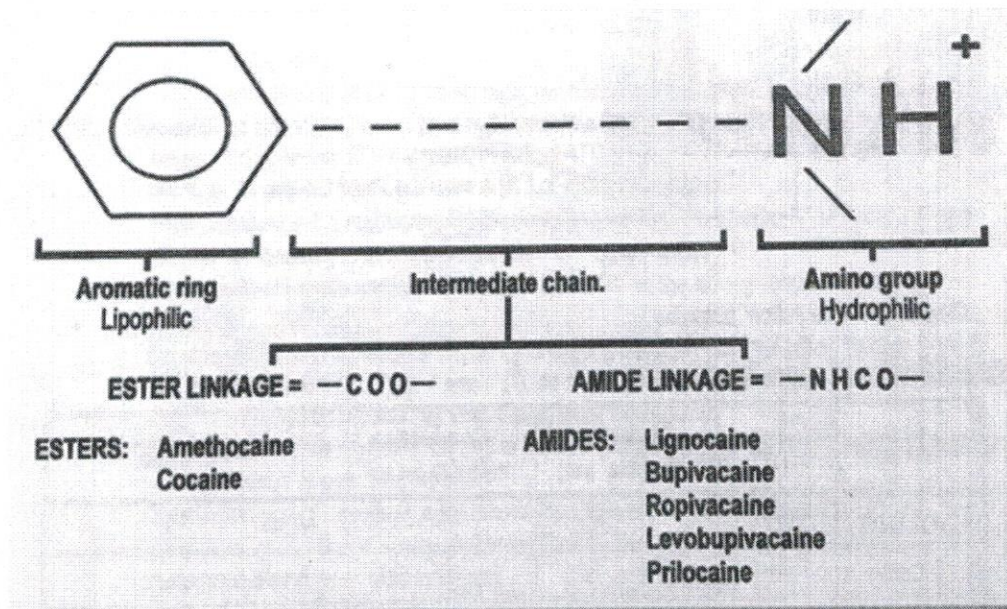 N H +
Aromatic ring
Lipophilic
Intermediate chain.
Amino group
Hydrophilic
ESTER LINKAGE = —COO—
AMIDE LINKAGE = —NHCO—
ESTERS: Amethocaine
Cocaine
AMIDES: Lignocaine
Bupivacaine
Ropivacaine
Levobupivacaine
Prilocaine